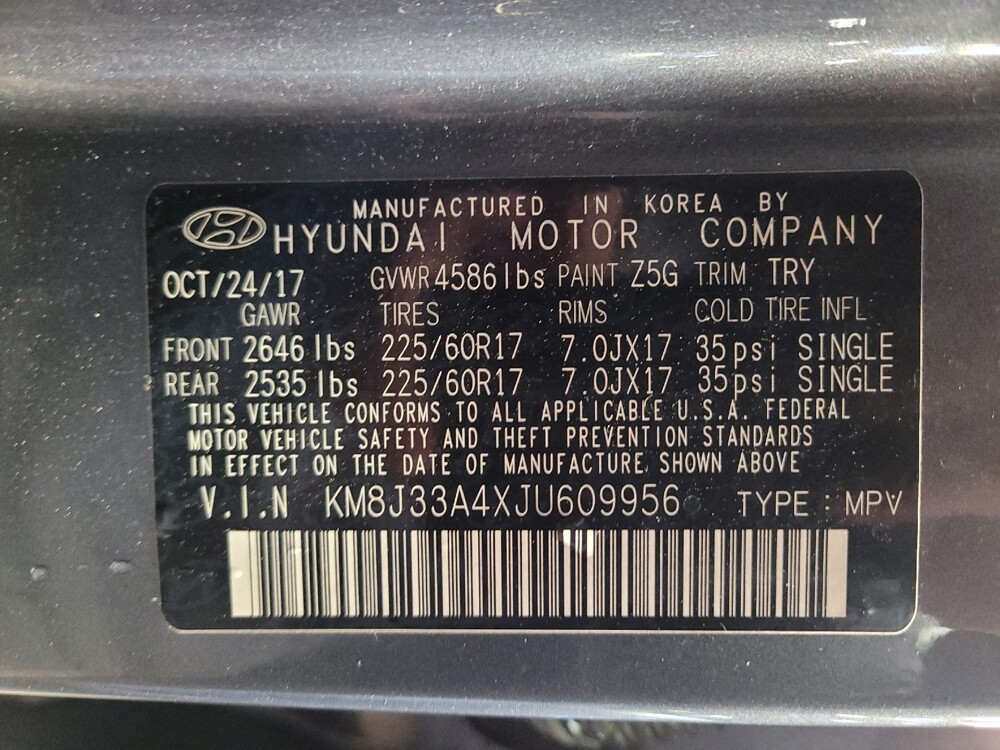 MANUFACTURED IN KOREA BY
HYUNDAI MOTOR COMPANY
OCT/24/17 GVWR 4586lbs PAINT Z5G TRIM TRY
GAWR TIRES RIMS COLD TIRE INFL
FRONT 2646 lbs 225/60R17 7.0JX17 35psi SINGLE
REAR 2535 lbs 225/60R17 7.0JX17 35psi SINGLE
THIS VEHICLE CONFORMS TO ALL APPLICABLE U.S.A. FEDERAL
MOTOR VEHICLE SAFETY AND THEFT PREVENTION STANDARDS
IN EFFECT ON THE DATE OF MANUFACTURE SHOWN ABOVE
V.I.N KM8J33A4XJU609956 TYPE : MPV